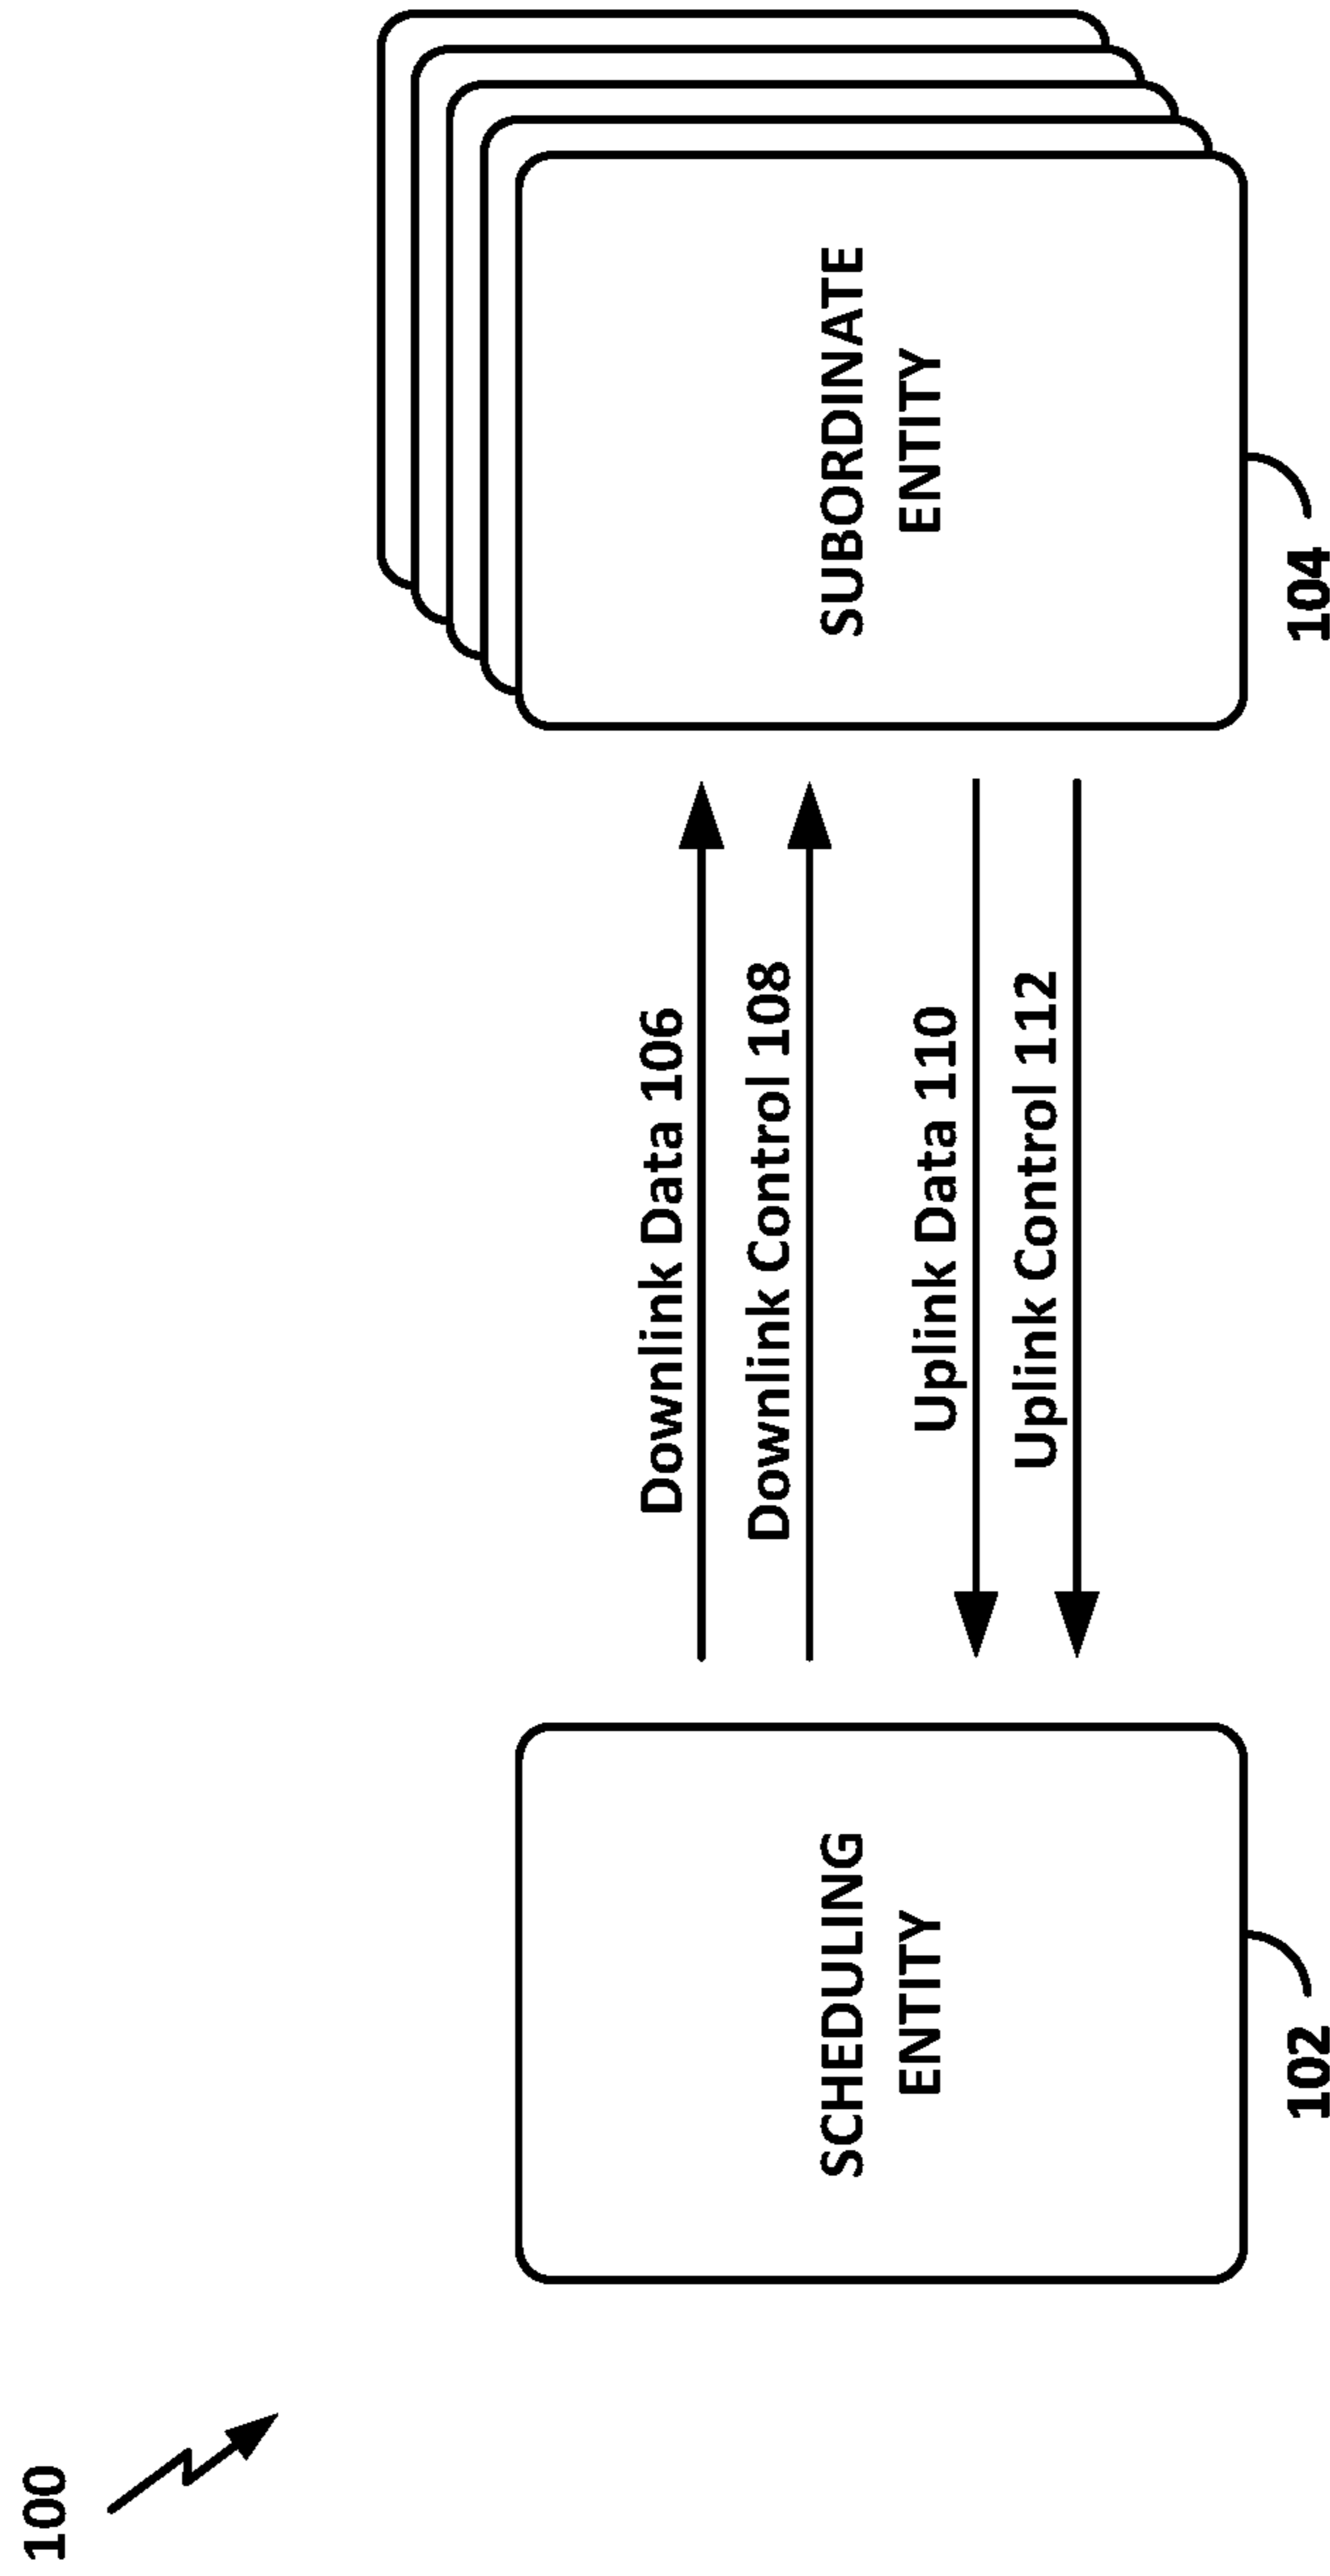 100
SCHEDULING
ENTITY
102
Downlink Data 106
Downlink Control 108
Uplink Data 110
Uplink Control 112
SUBORDINATE
ENTITY
104